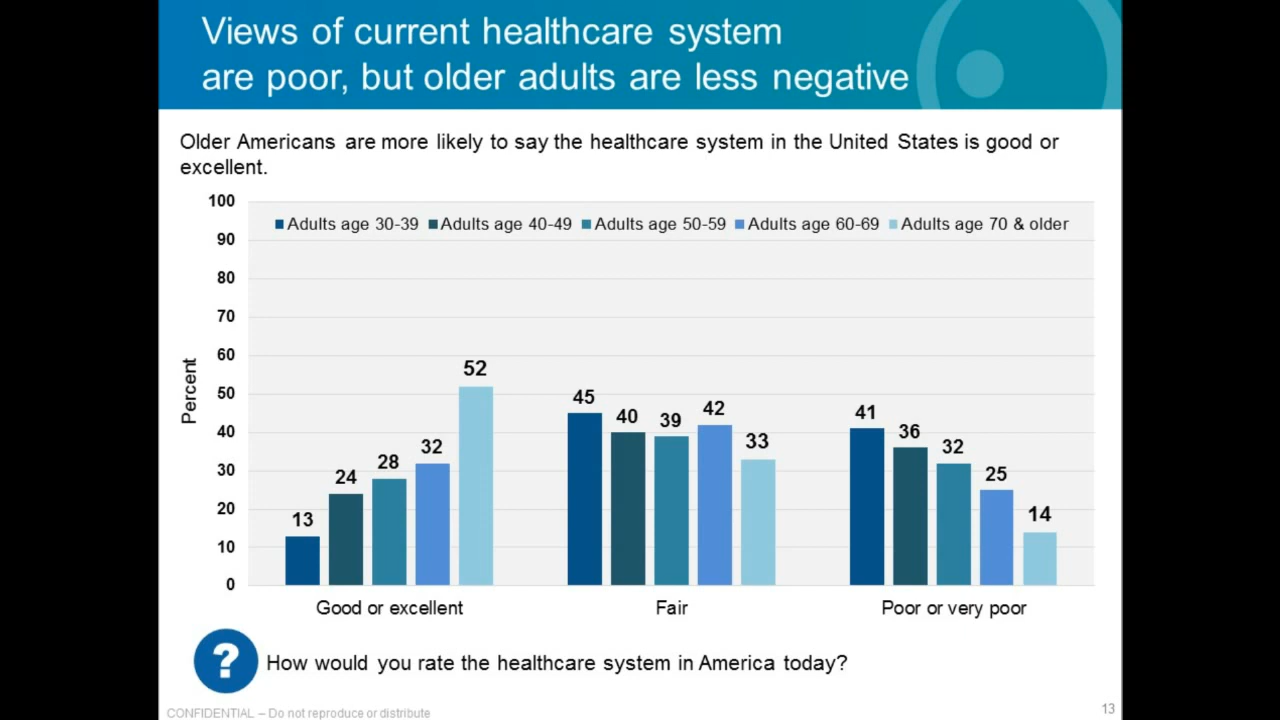 Views of current healthcare system
are poor, but older adults are less negative
Older Americans are more likely to say the healthcare system in the United States is good or
excellent.
100
90
80
70
60
50
40
30
20
10
0
Percent
Adults age 30-39 Adults age 40-49 Adults age 50-59 Adults age 60-69 Adults age 70 & older
13 24 28 32 52
45 40 39 42 33
41 36 32 25 14
Good or excellent Fair Poor or very poor
?
How would you rate the healthcare system in America today?
CONFIDENTIAL – Do not reproduce or distribute
13